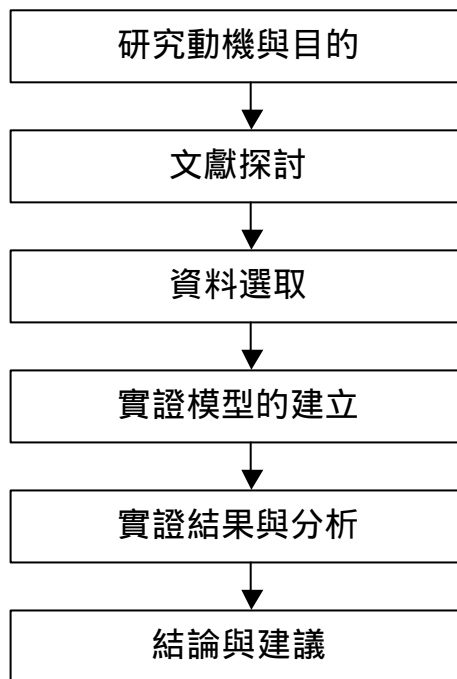 研究動機與目的
文獻探討
資料選取
實證模型的建立
實證結果與分析
結論與建議